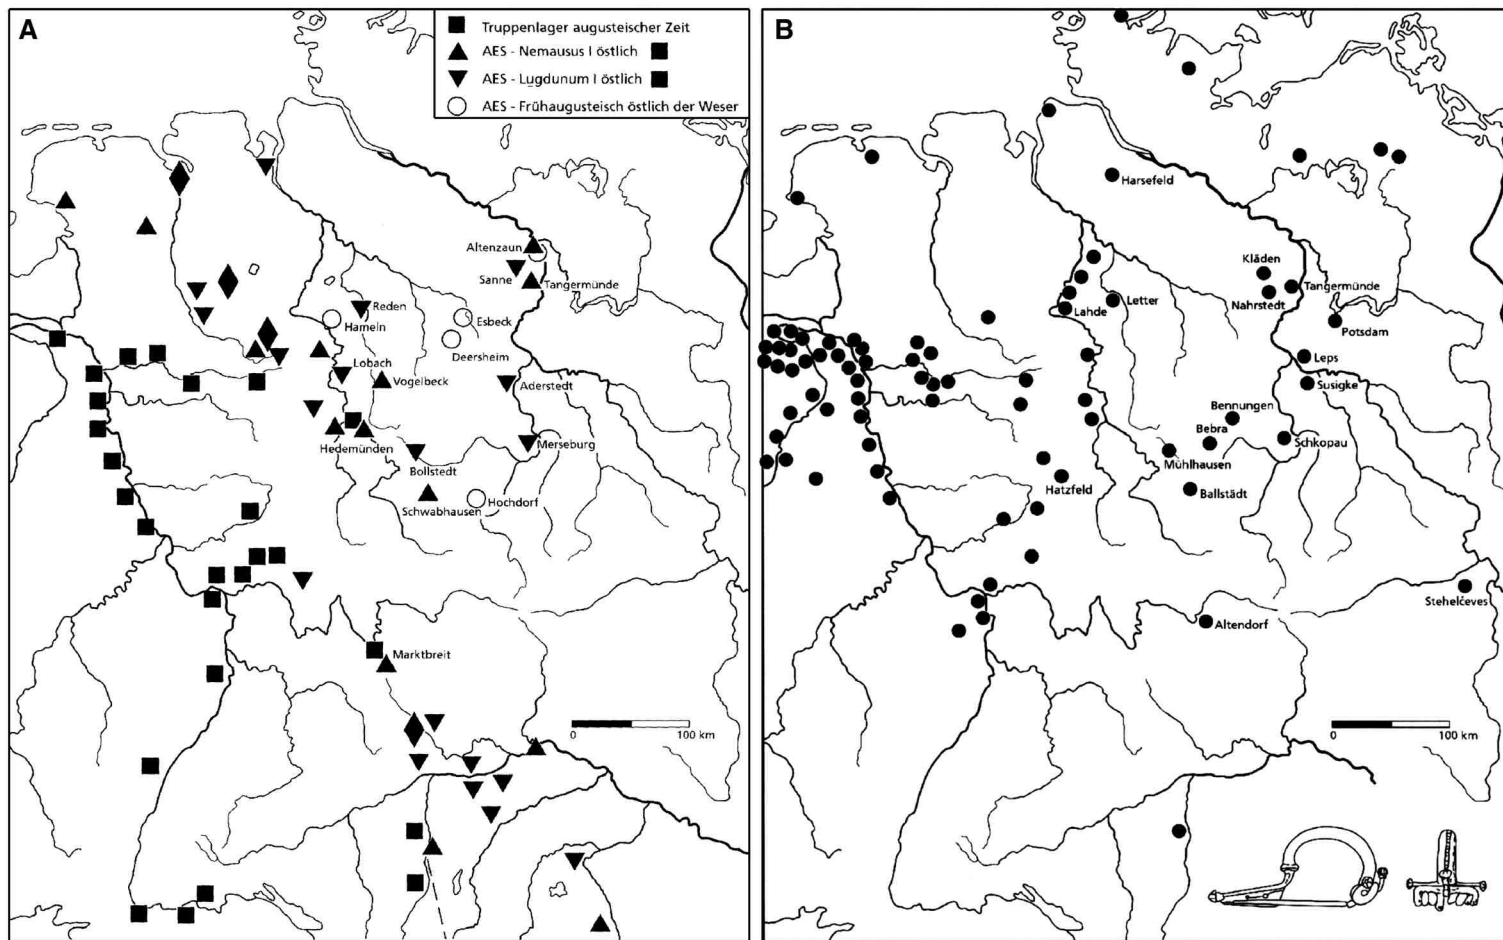 A
Truppenlager augusteischer Zeit
AES - Nemausus I östlich
AES - Lugdunum I östlich
AES - Frühaugusteisch östlich der Weser
Altenzaun
Sanne
Tangermünde
Reden
Hameln
Esbeck
Deersheim
Lobach
Vogelbeck
Aderstedt
Hedemünden
Merseburg
Bollstedt
Schwabhausen
Hochdorf
Marktbreit
100 km
B
Harsefeld
Kläden
Tangermünde
Nahrstedt
Letter
Lahde
Potsdam
Leps
Susigke
Bennungen
Bebra
Schkopau
Mühlhausen
Hatzfeld
Ballstädt
Stehelčeves
Altendorf
100 km